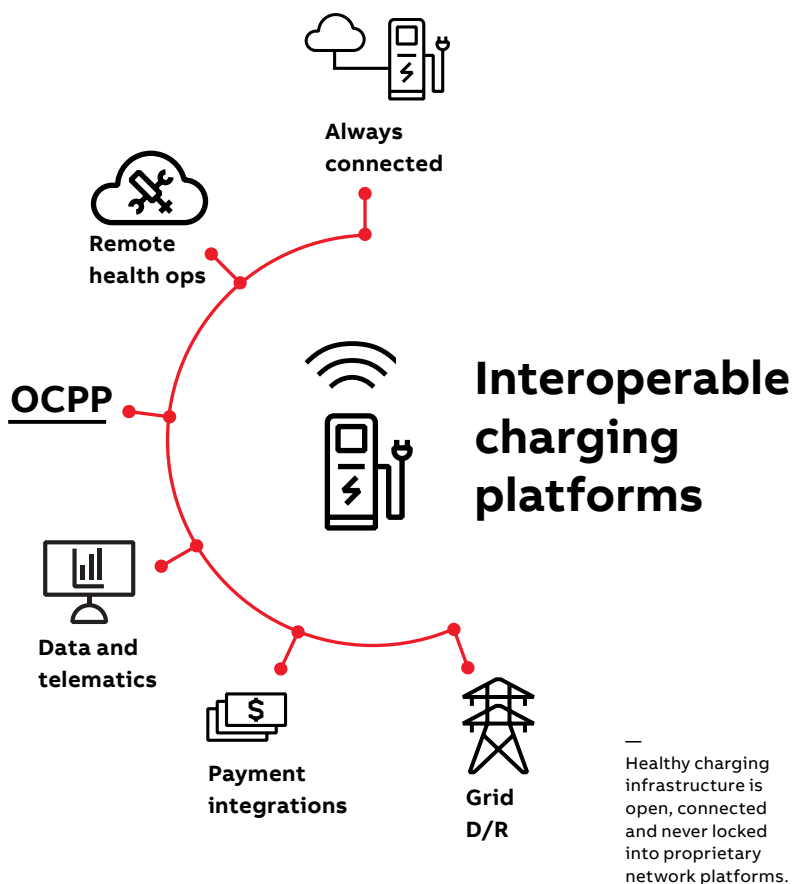 Always
connected
Remote
health ops
OCPP
Interoperable
charging
platforms
Data and
telematics
$
Payment
integrations
Grid
D/R
—
Healthy charging
infrastructure is
open, connected
and never locked
into proprietary
network platforms.